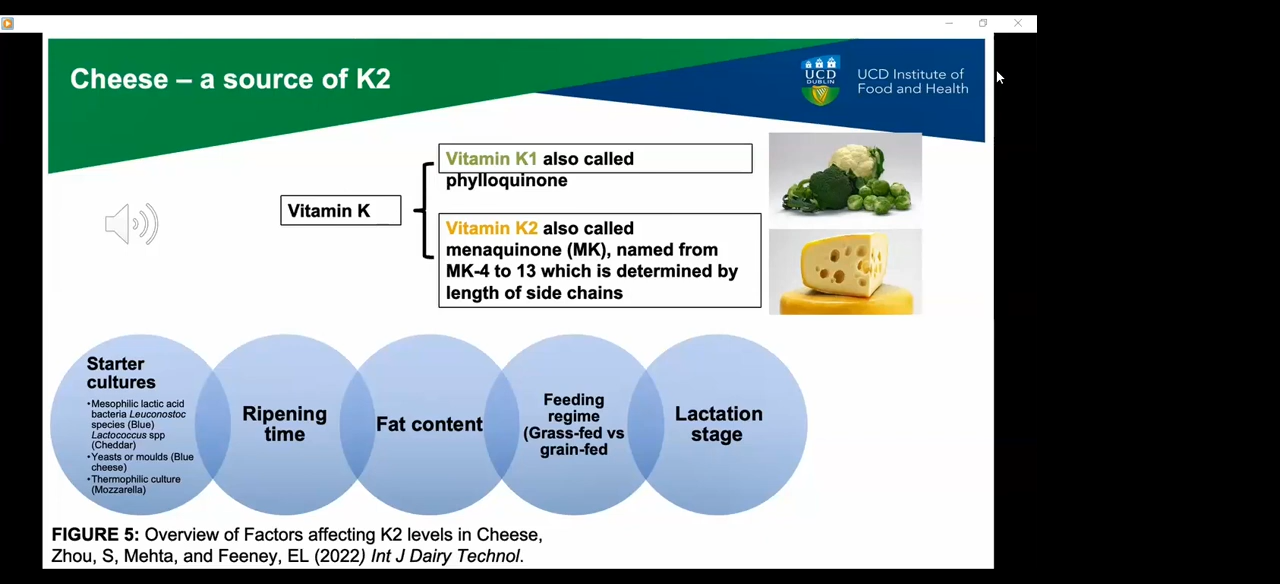 Cheese – a source of K2
UCD
DUBLIN
UCD Institute of
Food and Health
Vitamin K
Vitamin K1 also called
phylloquinone
Vitamin K2 also called
menaquinone (MK), named from
MK-4 to 13 which is determined by
length of side chains
Starter
cultures
•Mesophilic lactic acid
bacteria Leuconostoc
species (Blue)
Lactococcus spp
(Cheddar)
•Yeasts or moulds (Blue
cheese)
•Thermophilic culture
(Mozzarella)
Ripening
time
Fat content
Feeding
regime
(Grass-fed vs
grain-fed
Lactation
stage
FIGURE 5: Overview of Factors affecting K2 levels in Cheese,
Zhou, S, Mehta, and Feeney, EL (2022) Int J Dairy Technol.